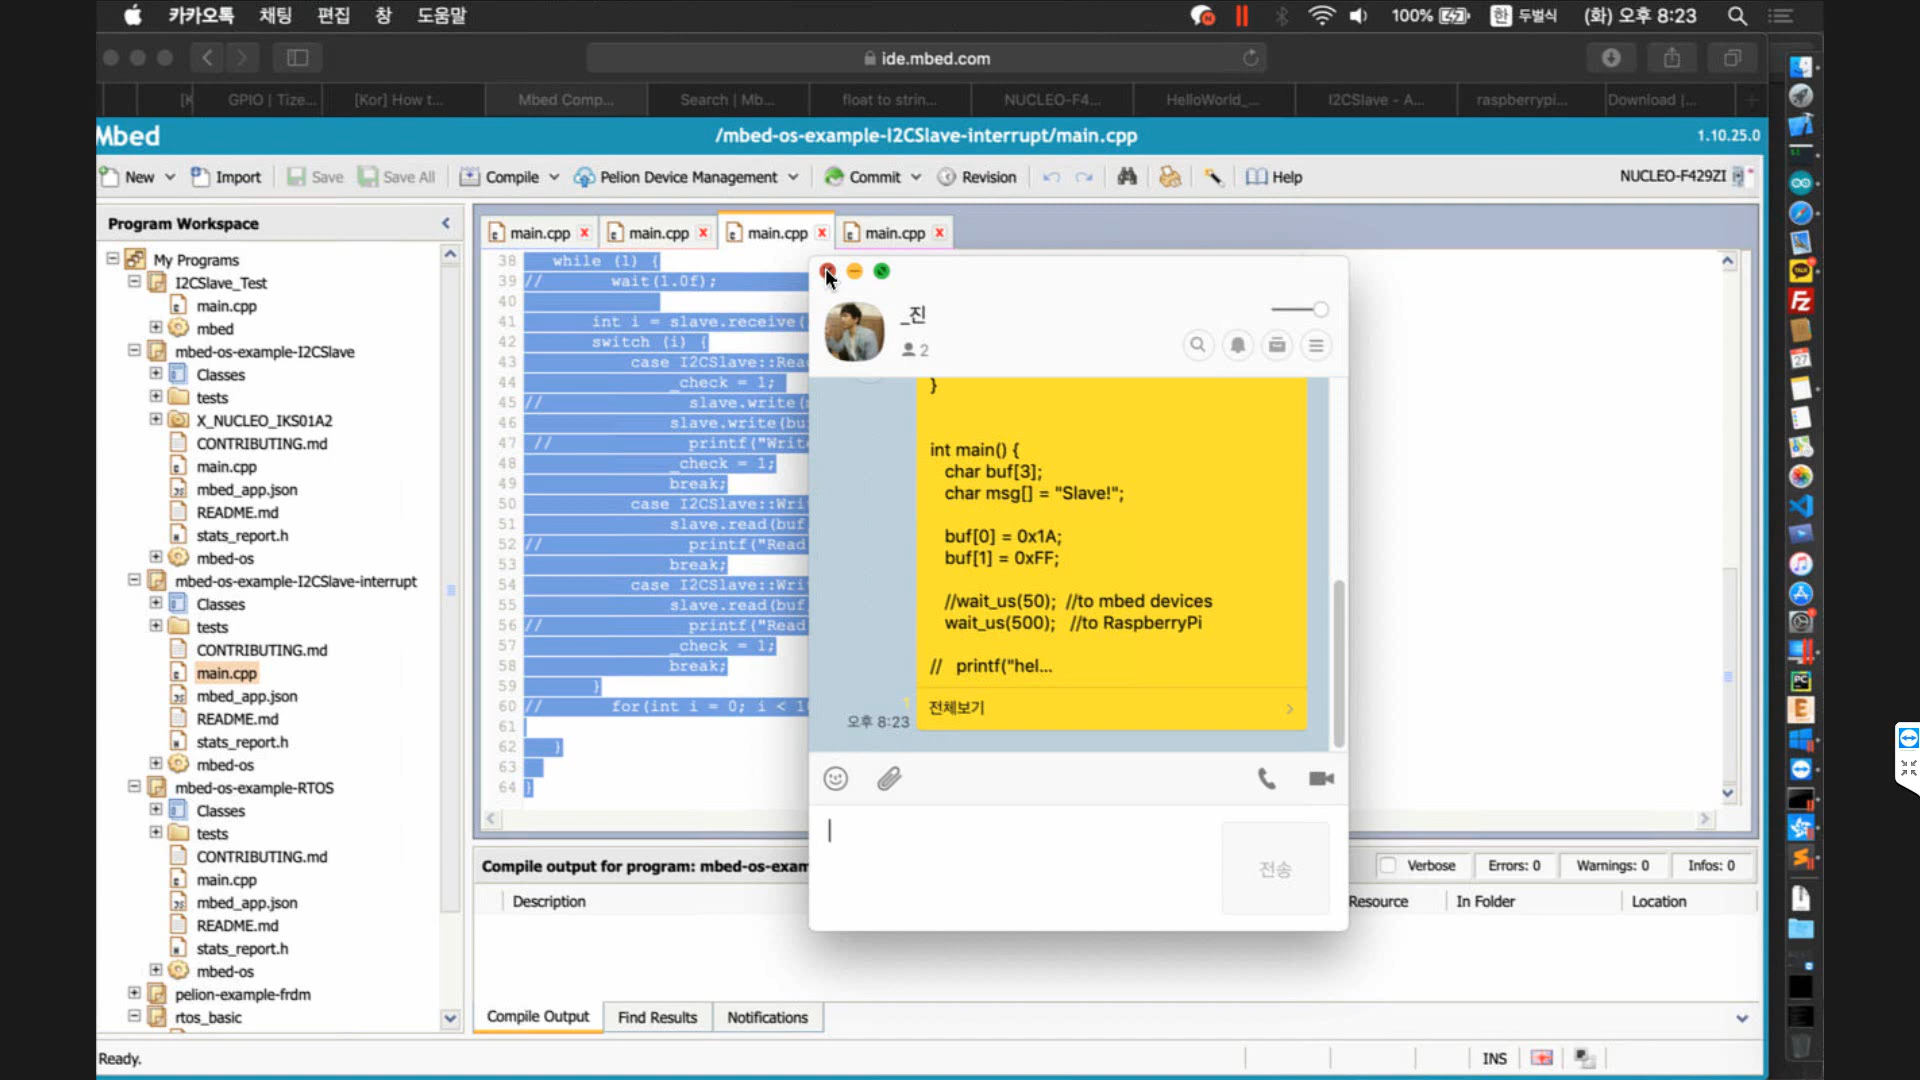 카카오톡 채팅 편집 창 도움말
100% 한 두벌식 (화) 오후 8:23
ide.mbed.com
GPIO | Tize... [Kor] How t... Mbed Comp... Search | Mb... float to strin... NUCLEO-F4... HelloWorld_... I2CSlave - A... raspberrypi... Download |...
Mbed /mbed-os-example-I2CSlave-interrupt/main.cpp 1.10.25.0
New Import Save Save All Compile Pelion Device Management Commit Revision Help NUCLEO-F429ZI
Program Workspace
My Programs
I2CSlave_Test
main.cpp
mbed
mbed-os-example-I2CSlave
Classes
tests
X_NUCLEO_IKS01A2
CONTRIBUTING.md
main.cpp
mbed_app.json
README.md
stats_report.h
mbed-os
mbed-os-example-I2CSlave-interrupt
Classes
tests
CONTRIBUTING.md
main.cpp
mbed_app.json
README.md
stats_report.h
mbed-os
mbed-os-example-RTOS
Classes
tests
CONTRIBUTING.md
main.cpp
mbed_app.json
README.md
stats_report.h
mbed-os
pelion-example-frdm
rtos_basic
main.cpp main.cpp main.cpp main.cpp
38 while (1) {
39 // wait(1.0f);
40
41 int i = slave.receive(
42 switch (i) {
43 case I2CSlave::Rea
44 _check = 1;
45 // slave.write(
46 slave.write(bu
47 // printf("Writ
48 _check = 1;
49 break;
50 case I2CSlave::Wri
51 slave.read(buf
52 // printf("Read
53 break;
54 case I2CSlave::Wri
55 slave.read(buf
56 // printf("Read
57 _check = 1;
58 break;
59 }
60 // for(int i = 0; i < 1
61
62 }
63
64 }
_진
2
}
int main() {
char buf[3];
char msg[] = "Slave!";
buf[0] = 0x1A;
buf[1] = 0xFF;
//wait_us(50); //to mbed devices
wait_us(500); //to RaspberryPi
// printf("hel...
전체보기
1
오후 8:23
전송
Compile output for program: mbed-os-exam
Verbose Errors: 0 Warnings: 0 Infos: 0
Description Resource In Folder Location
Compile Output Find Results Notifications
Ready. INS